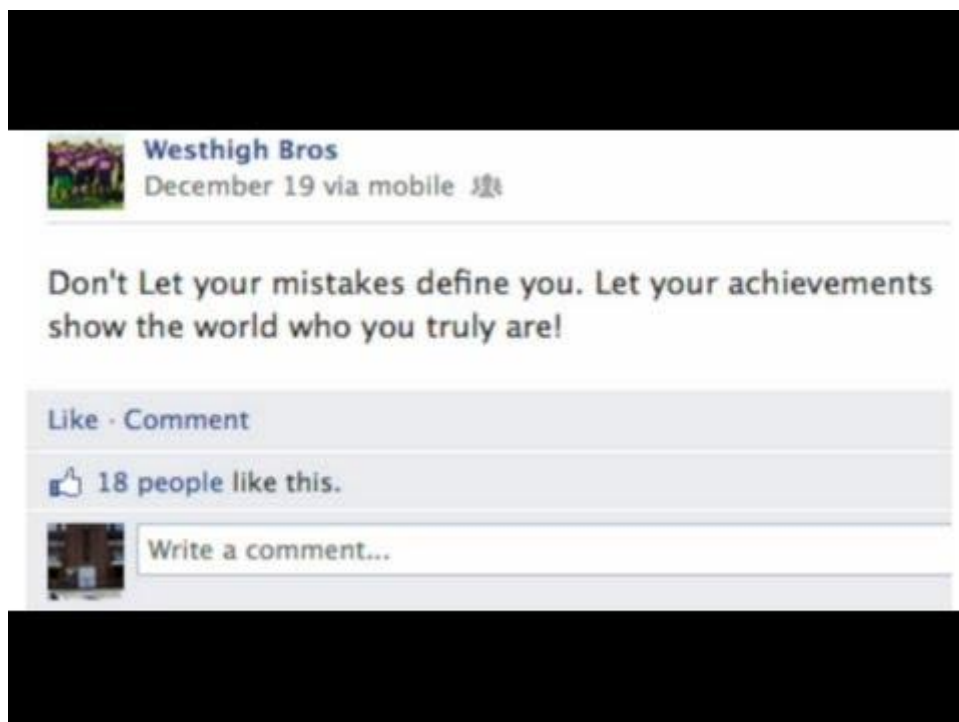 Westhigh Bros
December 19 via mobile
Don't Let your mistakes define you. Let your achievements
show the world who you truly are!
Like · Comment
18 people like this.
Write a comment...